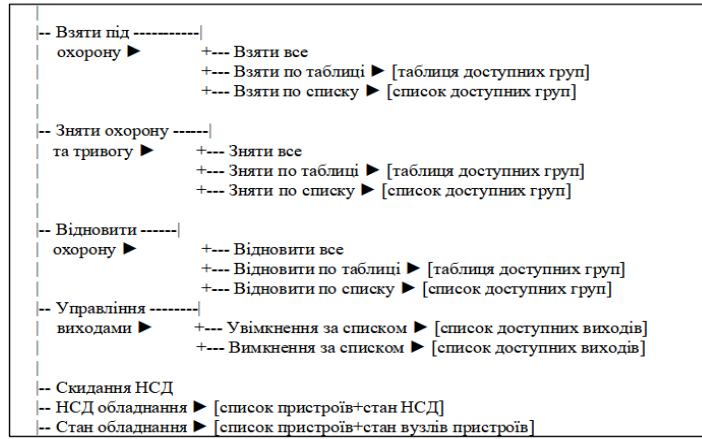 |
|-- Взяти під -----------|
| охорону ► +--- Взяти все
| +--- Взяти по таблиці ► [таблиця доступних груп]
| +--- Взяти по списку ► [список доступних груп]
|
|-- Зняти охорону ------|
| та тривогу ► +--- Зняти все
| +--- Зняти по таблиці ► [таблиця доступних груп]
| +--- Зняти по списку ► [список доступних груп]
|
|-- Відновити ------|
| охорону ► +--- Відновити все
| +--- Відновити по таблиці ► [таблиця доступних груп]
| +--- Відновити по списку ► [список доступних груп]
|-- Управління --------|
| виходами ► +--- Увімкнення за списком ► [список доступних виходів]
| +--- Вимкнення за списком ► [список доступних виходів]
|
|-- Скидання НСД
|-- НСД обладнання ► [список пристроїв+стан НСД]
|-- Стан обладнання ► [список пристроїв+стан вузлів пристроїв]